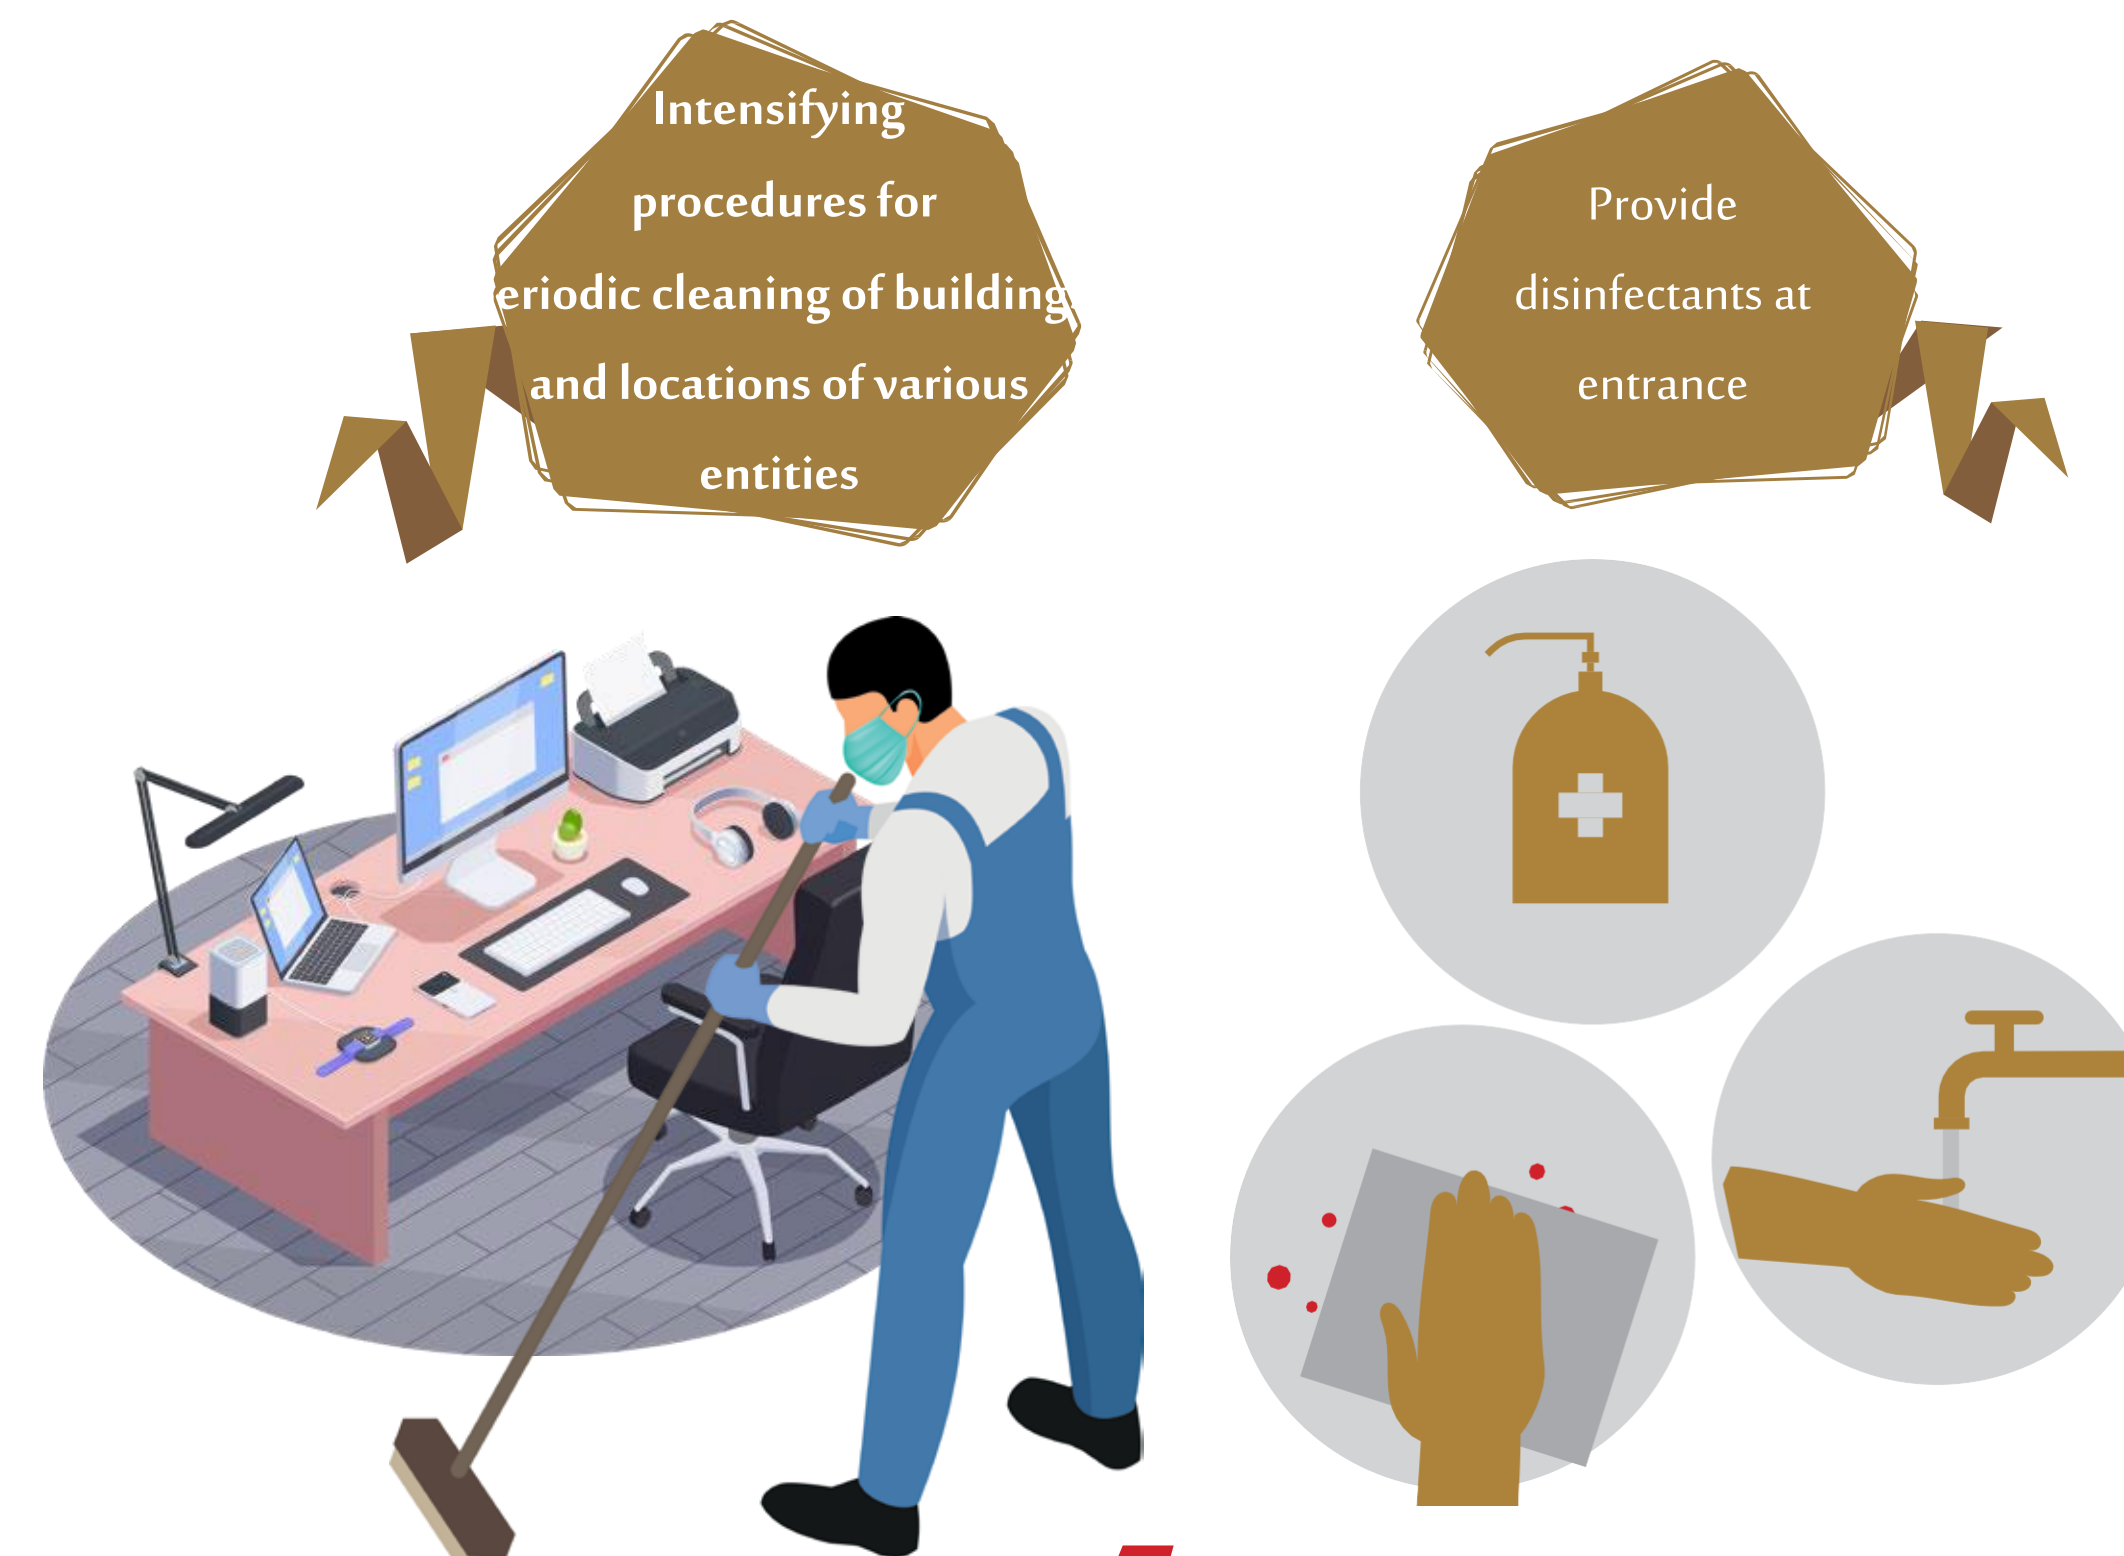 Intensifying
procedures for
eriodic cleaning of building
and locations of various
entities
Provide
disinfectants at
entrance